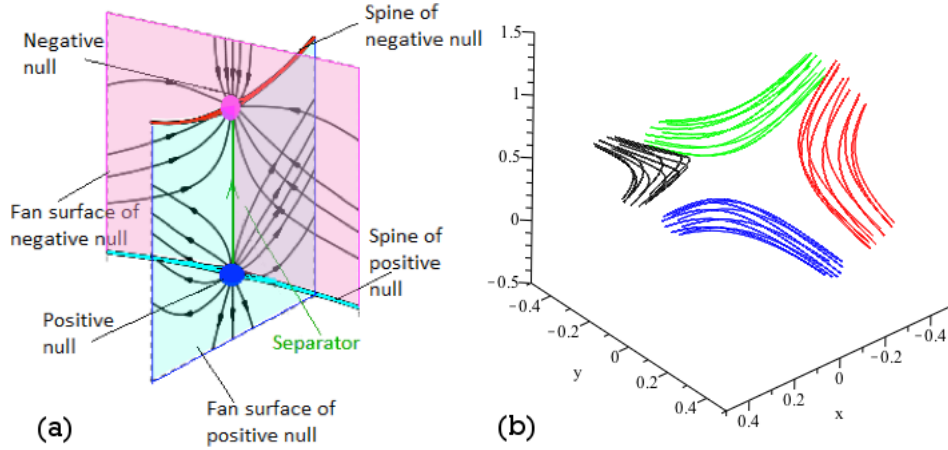 Spine of
negative null
Negative
null
Fan surface of
negative null
Spine of
positive
null
Positive
null
Separator
Fan surface of
positive null
(a)
1.5
1
0.5
0
−0.5
−0.4
−0.2
0
0.2
0.4
y
−0.4
−0.2
0
0.2
0.4
x
(b)